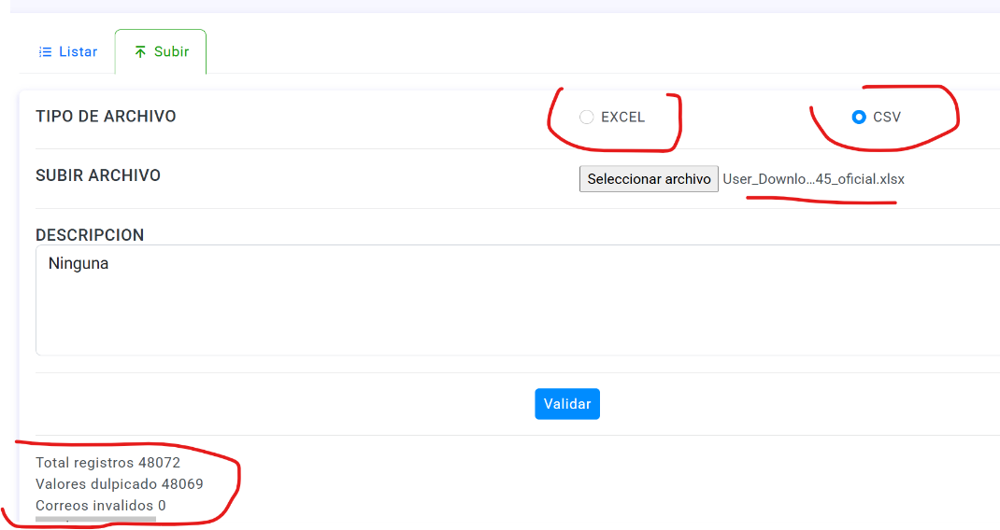 Listar Subir
TIPO DE ARCHIVO EXCEL CSV
SUBIR ARCHIVO Seleccionar archivo User_Downlo...45_oficial.xlsx
DESCRIPCION
Ninguna
Validar
Total registros 48072
Valores dulpicado 48069
Correos invalidos 0